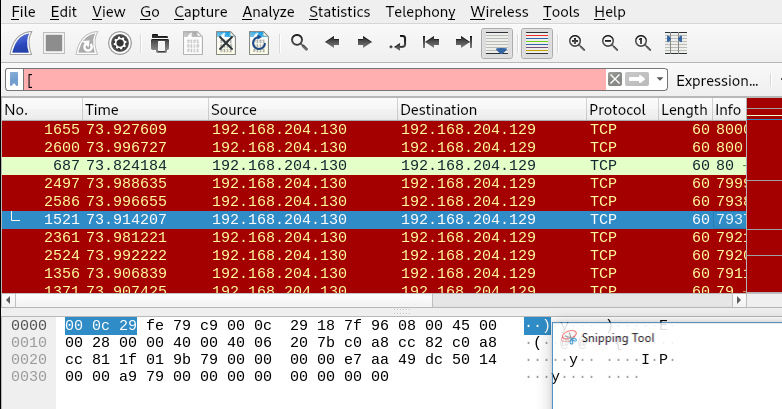 File Edit View Go Capture Analyze Statistics Telephony Wireless Tools Help
[ Expression...
No. Time Source Destination Protocol Length Info
1655 73.927609 192.168.204.130 192.168.204.129 TCP 60 8000
2600 73.996727 192.168.204.130 192.168.204.129 TCP 60 800
687 73.824184 192.168.204.130 192.168.204.129 TCP 60 80
2497 73.988635 192.168.204.130 192.168.204.129 TCP 60 7999
2586 73.996655 192.168.204.130 192.168.204.129 TCP 60 7938
1521 73.914207 192.168.204.130 192.168.204.129 TCP 60 7937
2361 73.981221 192.168.204.130 192.168.204.129 TCP 60 7921
2524 73.992222 192.168.204.130 192.168.204.129 TCP 60 7920
1356 73.906839 192.168.204.130 192.168.204.129 TCP 60 7911
1371 73.907425 192.168.204.130 192.168.204.129 TCP 60 79
0000 00 0c 29 fe 79 c9 00 0c 29 18 7f 96 08 00 45 00 ··)·y···)·····E·
0010 00 28 00 00 40 00 40 06 20 7b c0 a8 cc 82 c0 a8 ·(
Snipping Tool
0020 cc 81 1f 01 9b 79 00 00 00 00 e7 aa 49 dc 50 14 ·····y·· ····I·P·
0030 00 00 a9 79 00 00 00 00 00 00 00 00 ···y···· ····